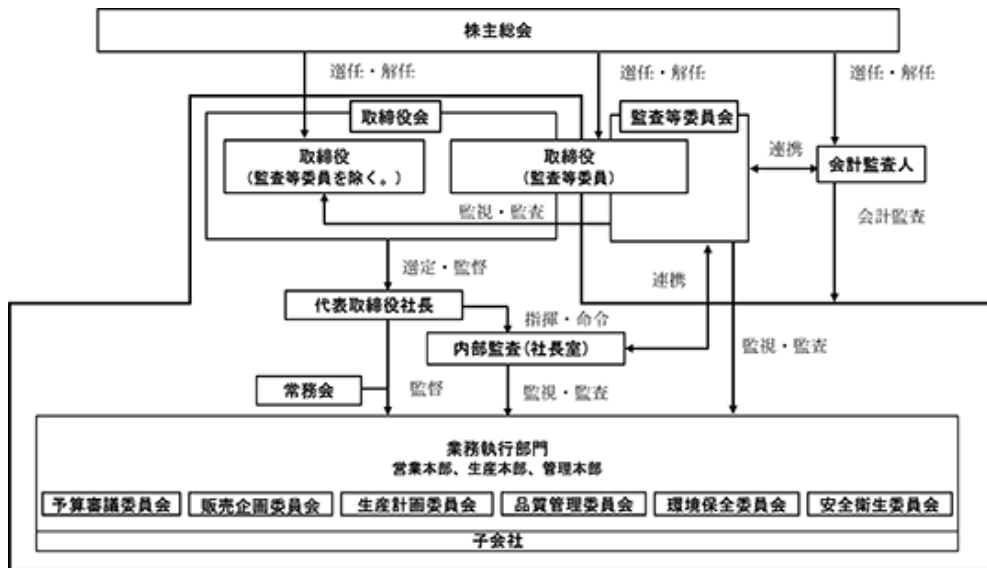 株主総会
選任・解任
選任・解任
選任・解任
取締役会
監査等委員会
取締役
(監査等委員を除く。)
取締役
(監査等委員)
連携
会計監査人
監視・監査
会計監査
選定・監督
連携
代表取締役社長
指揮・命令
内部監査(社長室)
監視・監査
常務会
監督
監視・監査
業務執行部門
営業本部、生産本部、管理本部
予算審議委員会
販売企画委員会
生産計画委員会
品質管理委員会
環境保全委員会
安全衛生委員会
子会社